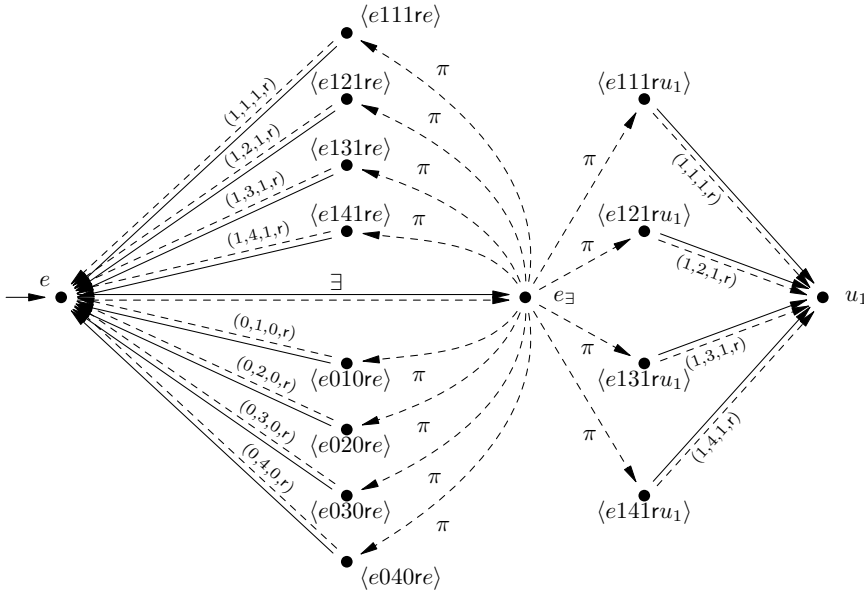 ⟨e111re⟩
π
(1,1,1,r)
⟨e121re⟩
π
⟨e111ru₁⟩
(1,2,1,r)
⟨e131re⟩
π
π
(1,1,1,r)
(1,3,1,r)
⟨e141re⟩
π
⟨e121ru₁⟩
(1,4,1,r)
π
(1,2,1,r)
e
∃
e∃
u₁
(0,1,0,r)
⟨e010re⟩
π
π
⟨e131ru₁⟩
(1,3,1,r)
(0,2,0,r)
⟨e020re⟩
π
π
(1,4,1,r)
(0,3,0,r)
⟨e030re⟩
π
⟨e141ru₁⟩
(0,4,0,r)
π
⟨e040re⟩